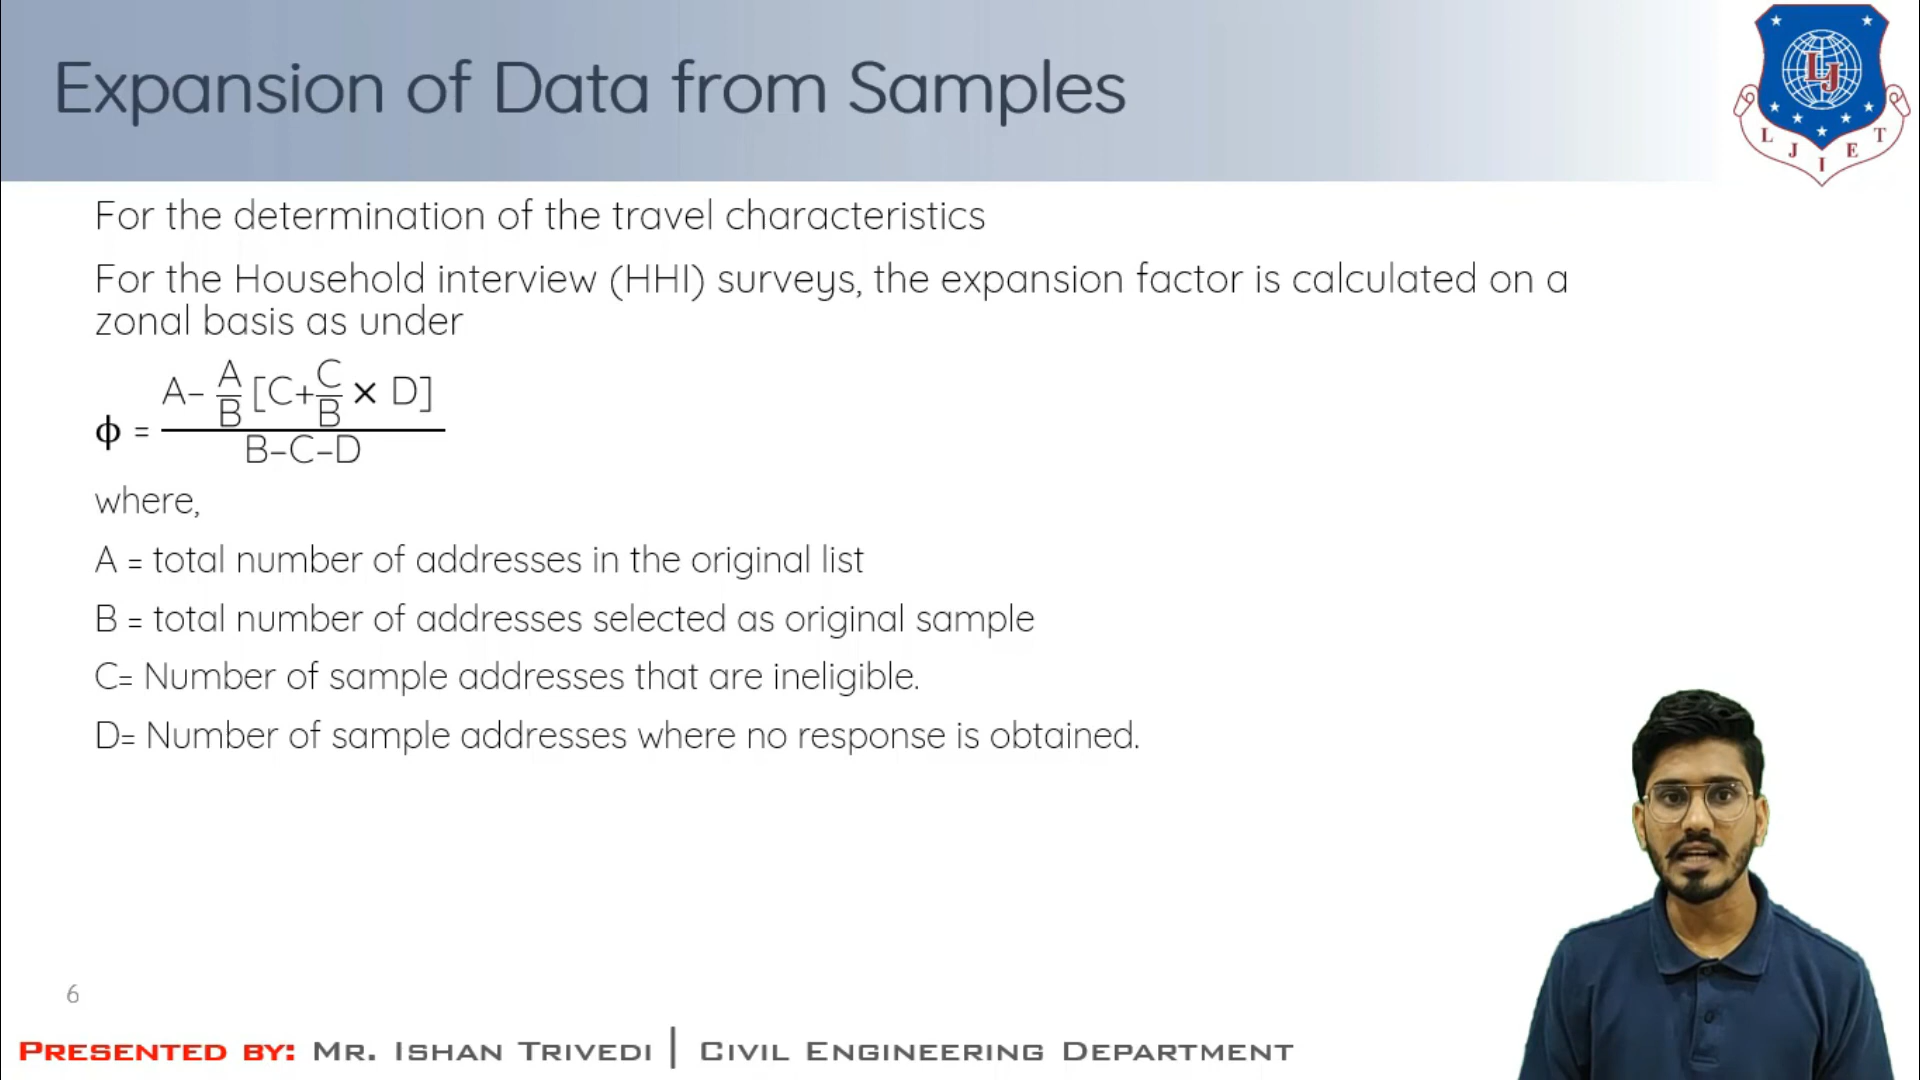 Expansion of Data from Samples
LJ
L J I E T
For the determination of the travel characteristics
For the Household interview (HHI) surveys, the expansion factor is calculated on a
zonal basis as under
ϕ = (A– A/B [C+C/B × D]) / (B–C–D)
where,
A = total number of addresses in the original list
B = total number of addresses selected as original sample
C= Number of sample addresses that are ineligible.
D= Number of sample addresses where no response is obtained.
6
PRESENTED BY: MR. ISHAN TRIVEDI | CIVIL ENGINEERING DEPARTMENT